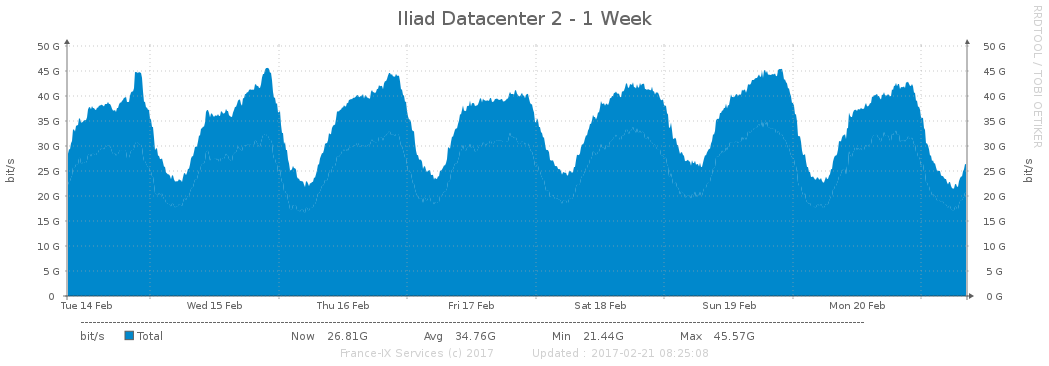 Iliad Datacenter 2 - 1 Week
RRDTOOL / TOBI OETIKER
50 G 50 G
45 G 45 G
40 G 40 G
35 G 35 G
30 G 30 G
25 G 25 G
20 G 20 G
15 G 15 G
10 G 10 G
5 G 5 G
0 0 G
bit/s bit/s
Tue 14 Feb Wed 15 Feb Thu 16 Feb Fri 17 Feb Sat 18 Feb Sun 19 Feb Mon 20 Feb
bit/s Total Now 26.81G Avg 34.76G Min 21.44G Max 45.57G
France-IX Services (c) 2017 Updated : 2017-02-21 08:25:08